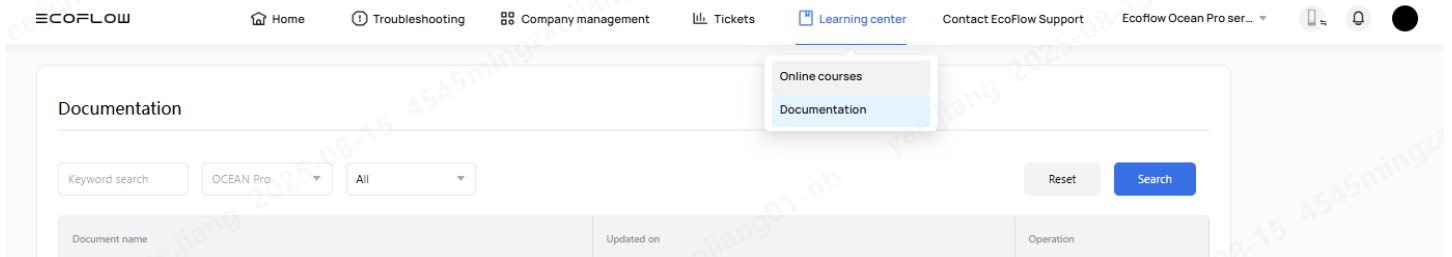 ECOFLOW Home Troubleshooting Company management Tickets Learning center Contact EcoFlow Support Ecoflow Ocean Pro ser...
Online courses
Documentation
Documentation
Keyword search OCEAN Pro All Reset Search
Document name Updated on Operation